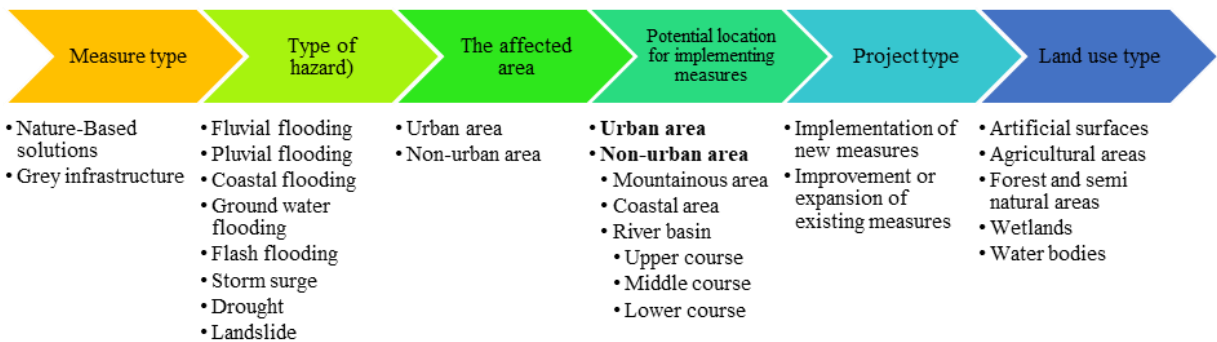 Measure type
Type of
hazard)
The affected
area
Potential location
for implementing
measures
Project type
Land use type
• Nature-Based
solutions
• Grey infrastructure
• Fluvial flooding
• Pluvial flooding
• Coastal flooding
• Ground water
flooding
• Flash flooding
• Storm surge
• Drought
• Landslide
• Urban area
• Non-urban area
• Urban area
• Non-urban area
• Mountainous area
• Coastal area
• River basin
• Upper course
• Middle course
• Lower course
• Implementation of
new measures
• Improvement or
expansion of
existing measures
• Artificial surfaces
• Agricultural areas
• Forest and semi
natural areas
• Wetlands
• Water bodies